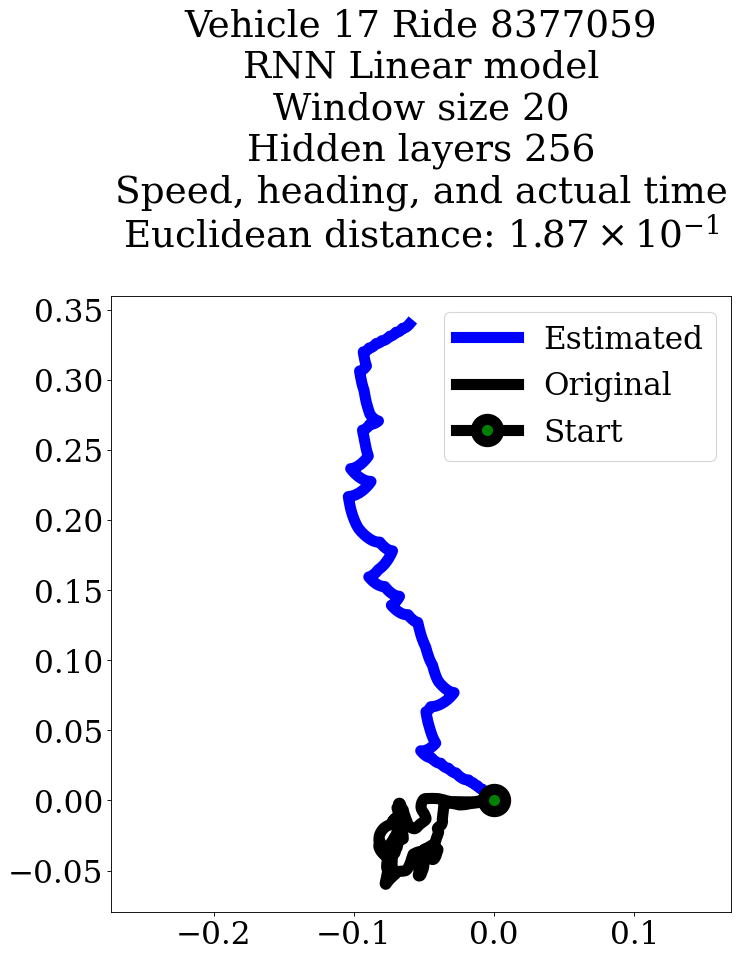 Vehicle 17 Ride 8377059
RNN Linear model
Window size 20
Hidden layers 256
Speed, heading, and actual time
Euclidean distance: 1.87 × 10⁻¹
0.35
0.30
0.25
0.20
0.15
0.10
0.05
0.00
−0.05
Estimated
Original
Start
−0.2
−0.1
0.0
0.1